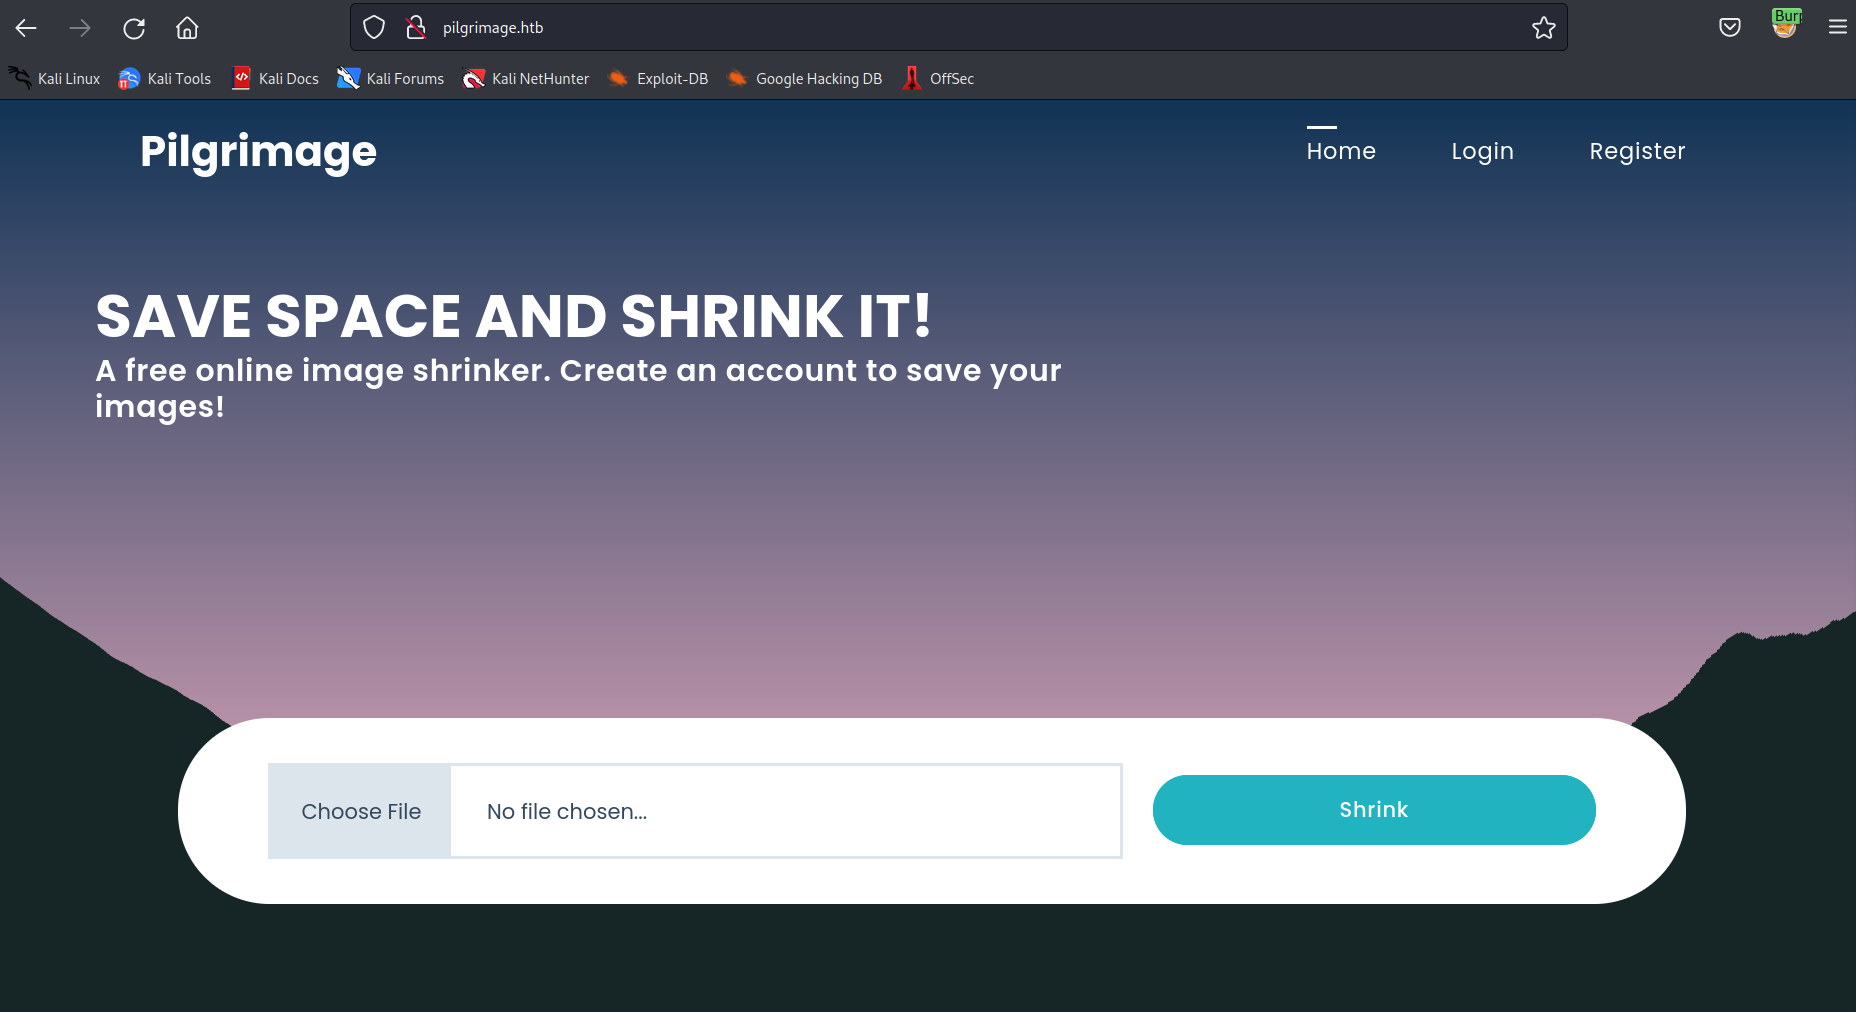 pilgrimage.htb
Burp
Kali Linux Kali Tools Kali Docs Kali Forums Kali NetHunter Exploit-DB Google Hacking DB OffSec
Pilgrimage Home Login Register
SAVE SPACE AND SHRINK IT!
A free online image shrinker. Create an account to save your
images!
Choose File No file chosen... Shrink